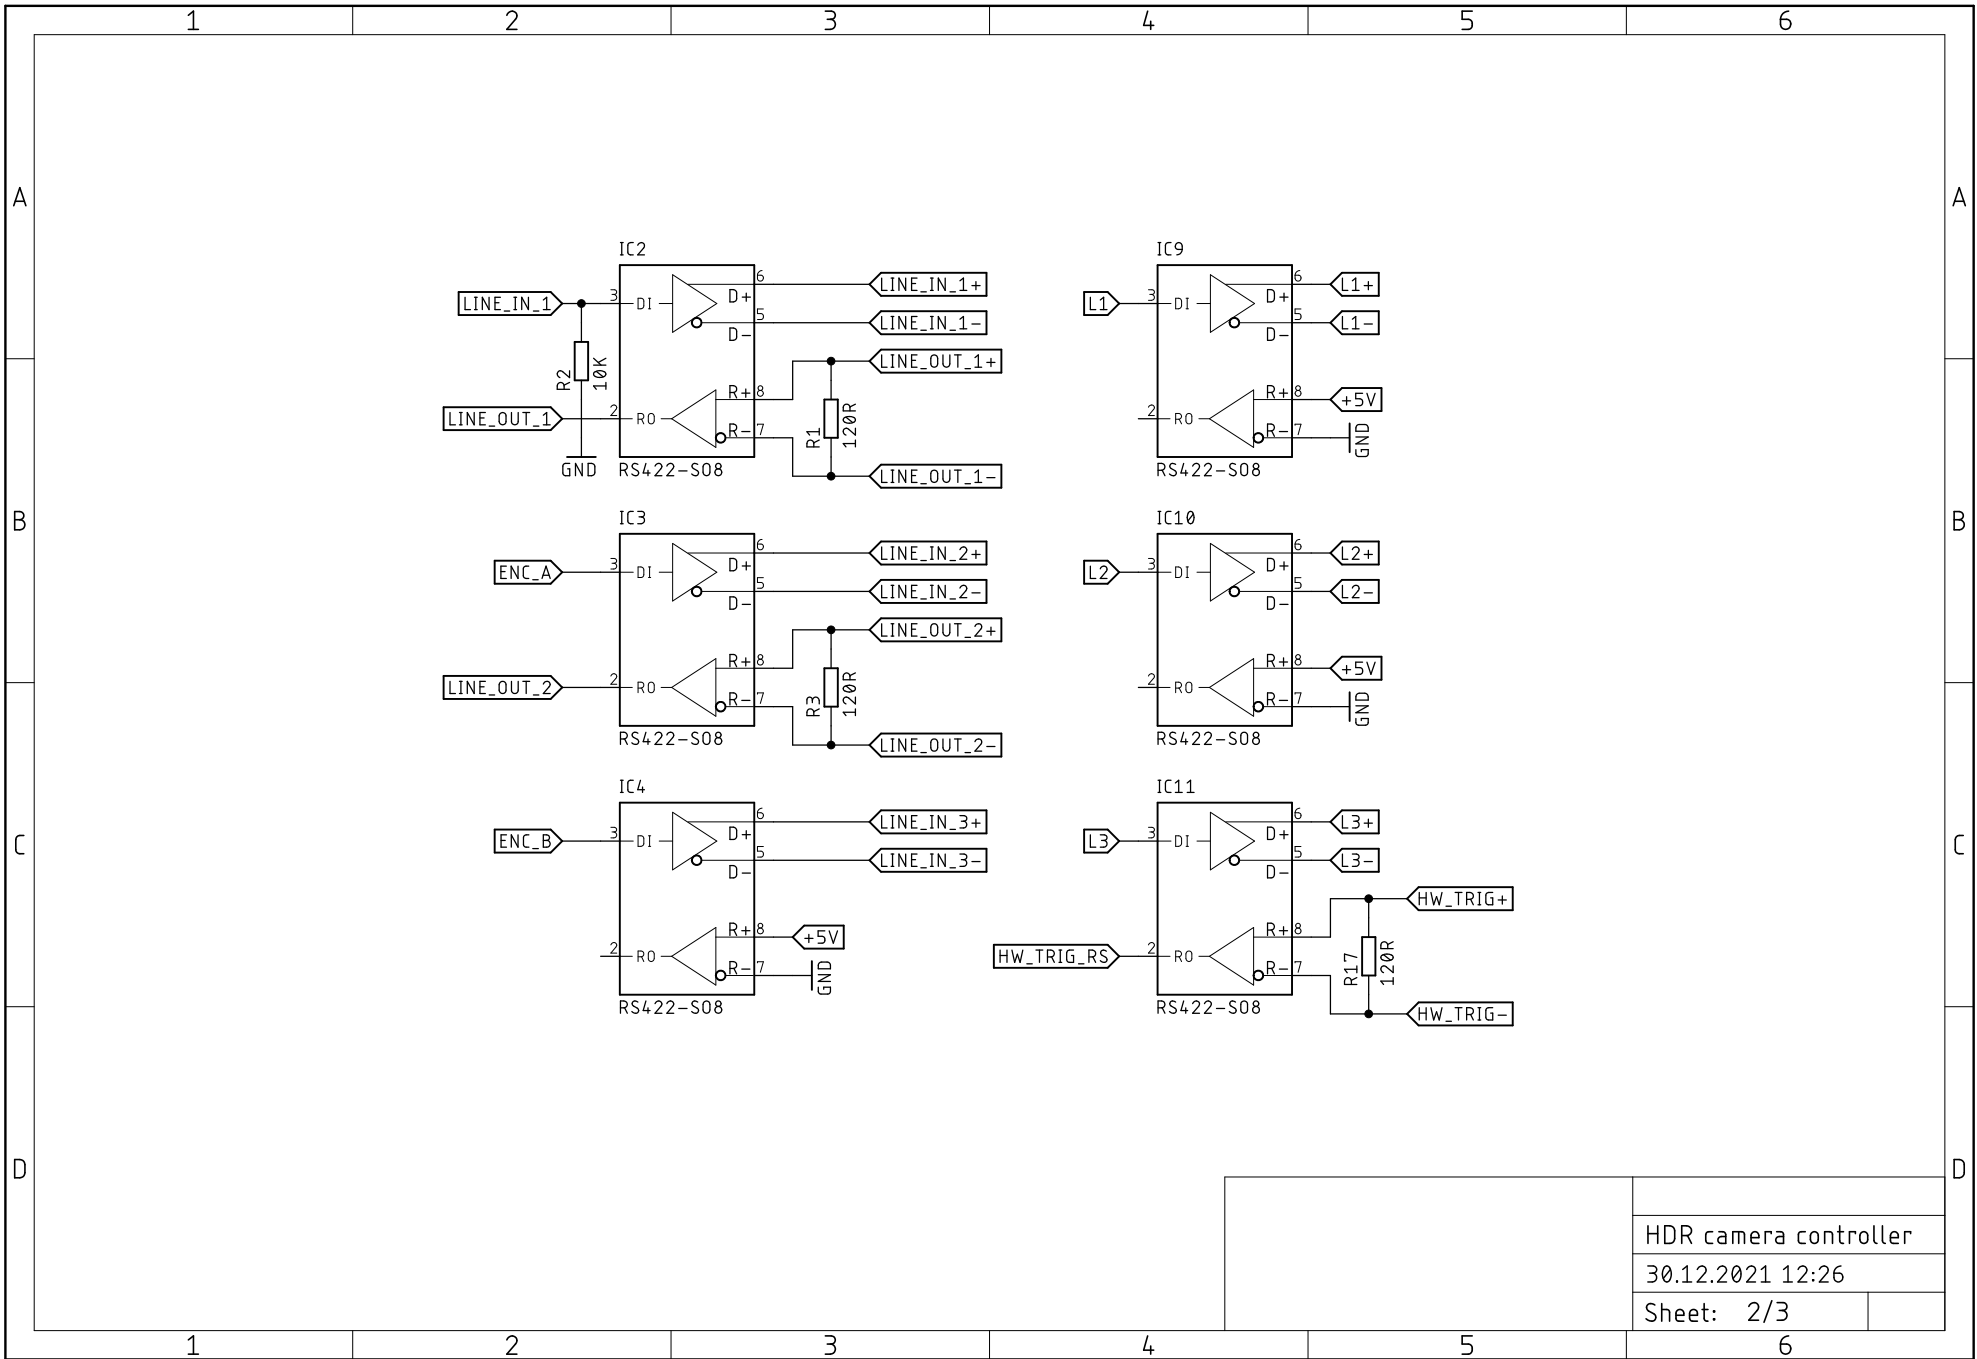 1 2 3 4 5 6
A A
IC2
LINE_IN_1 3 DI D+ 6 LINE_IN_1+
D- 5 LINE_IN_1-
R2 10K
LINE_OUT_1+
LINE_OUT_1 2 RO R+ 8
R- 7
R1 120R
GND
RS422-SO8
LINE_OUT_1-
IC9
L1 3 DI D+ 6 L1+
D- 5 L1-
2 RO R+ 8 +5V
R- 7 GND
RS422-SO8
B B
IC3
ENC_A 3 DI D+ 6 LINE_IN_2+
D- 5 LINE_IN_2-
LINE_OUT_2+
LINE_OUT_2 2 RO R+ 8
R- 7
R3 120R
RS422-SO8
LINE_OUT_2-
IC10
L2 3 DI D+ 6 L2+
D- 5 L2-
2 RO R+ 8 +5V
R- 7 GND
RS422-SO8
C C
IC4
ENC_B 3 DI D+ 6 LINE_IN_3+
D- 5 LINE_IN_3-
2 RO R+ 8 +5V
R- 7 GND
RS422-SO8
IC11
L3 3 DI D+ 6 L3+
D- 5 L3-
HW_TRIG+
HW_TRIG_RS 2 RO R+ 8
R- 7
R17 120R
RS422-SO8
HW_TRIG-
D D
HDR camera controller
30.12.2021 12:26
Sheet: 2/3
1 2 3 4 5 6